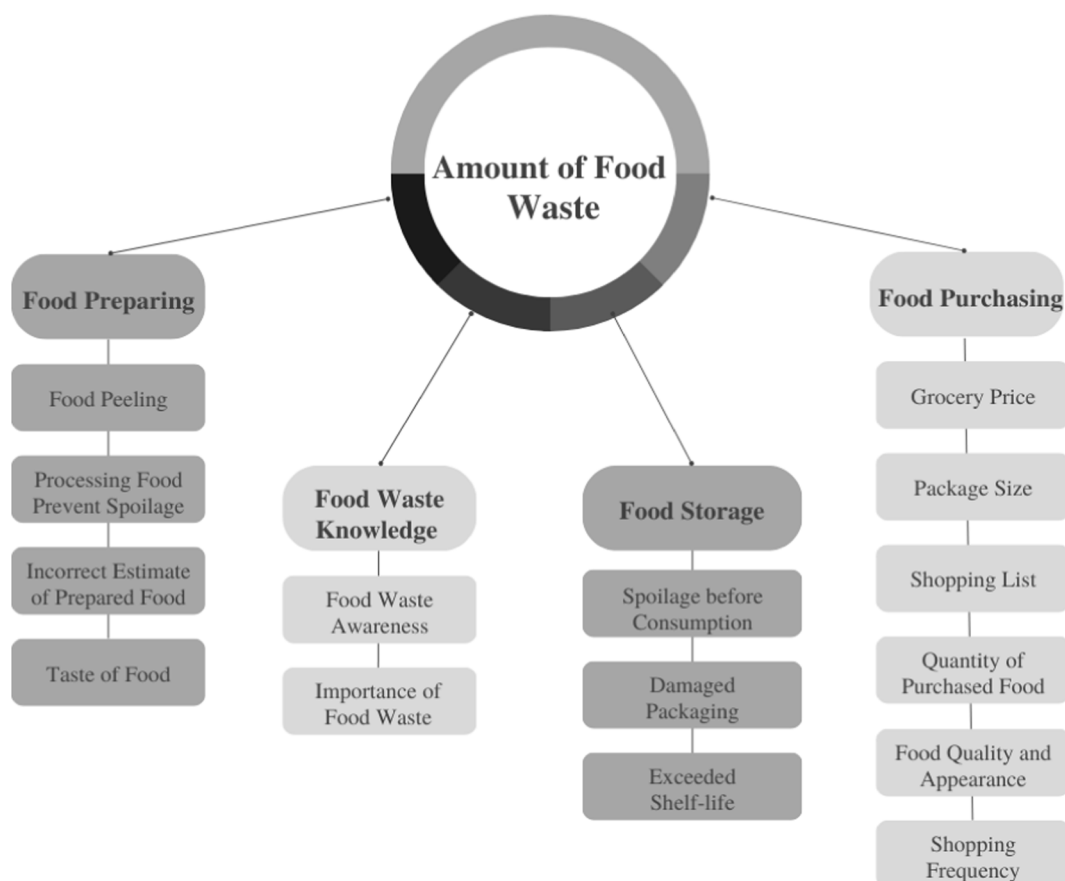 Amount of Food
Waste
Food Preparing
Food Peeling
Processing Food
Prevent Spoilage
Incorrect Estimate
of Prepared Food
Taste of Food
Food Waste
Knowledge
Food Waste
Awareness
Importance of
Food Waste
Food Storage
Spoilage before
Consumption
Damaged
Packaging
Exceeded
Shelf-life
Food Purchasing
Grocery Price
Package Size
Shopping List
Quantity of
Purchased Food
Food Quality and
Appearance
Shopping
Frequency